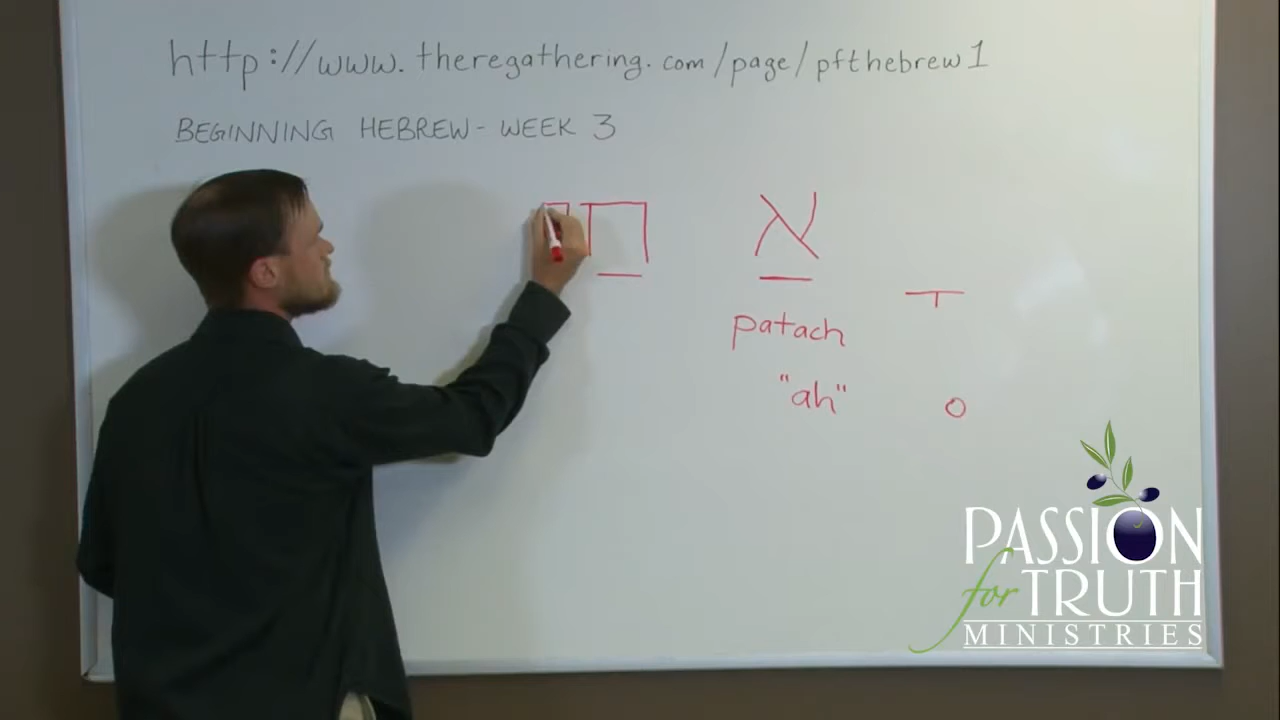 http://www.theregathering.com/page/pfthebrew1
BEGINNING HEBREW - WEEK 3
אַ
patach
"ah"
PASSION
for TRUTH
MINISTRIES